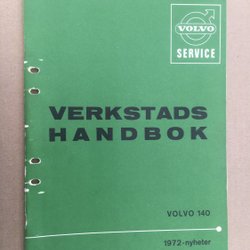 VOLVO
SERVICE
VERKSTADS
HANDBOK
VOLVO 140
1972-nyheter